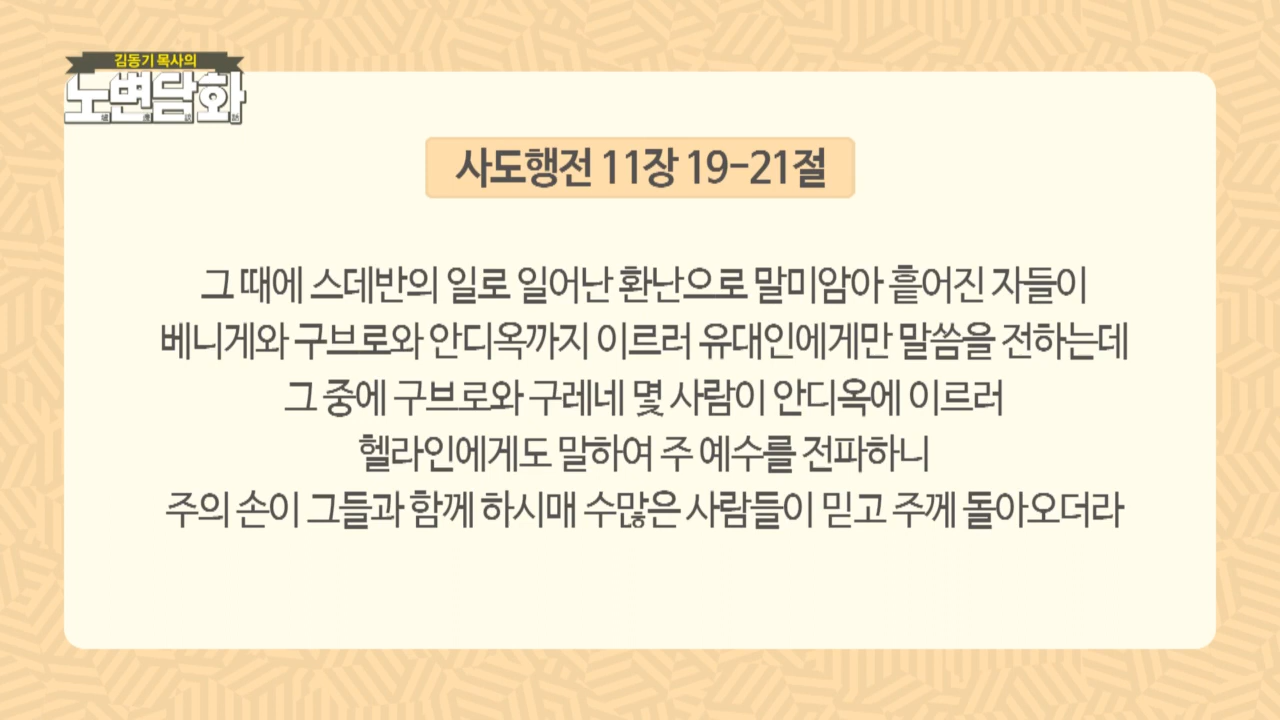 김동기 목사의
노변담화
사도행전 11장 19-21절
그 때에 스데반의 일로 일어난 환난으로 말미암아 흩어진 자들이
베니게와 구브로와 안디옥까지 이르러 유대인에게만 말씀을 전하는데
그 중에 구브로와 구레네 몇 사람이 안디옥에 이르러
헬라인에게도 말하여 주 예수를 전파하니
주의 손이 그들과 함께 하시매 수많은 사람들이 믿고 주께 돌아오더라